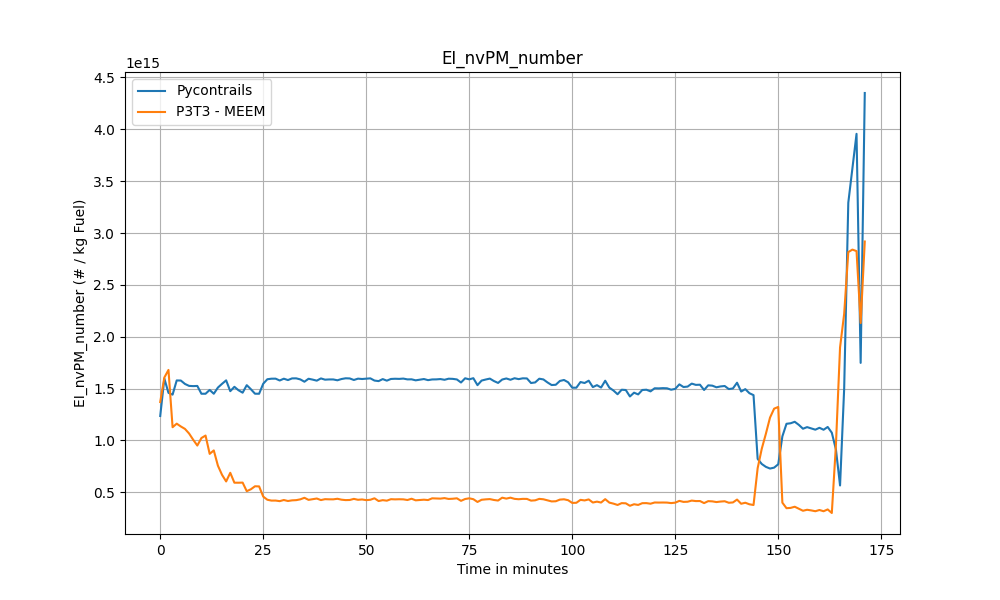 EI_nvPM_number
1e15
Pycontrails
P3T3 - MEEM
EI_nvPM_number (# / kg Fuel)
4.5
4.0
3.5
3.0
2.5
2.0
1.5
1.0
0.5
0 25 50 75 100 125 150 175
Time in minutes